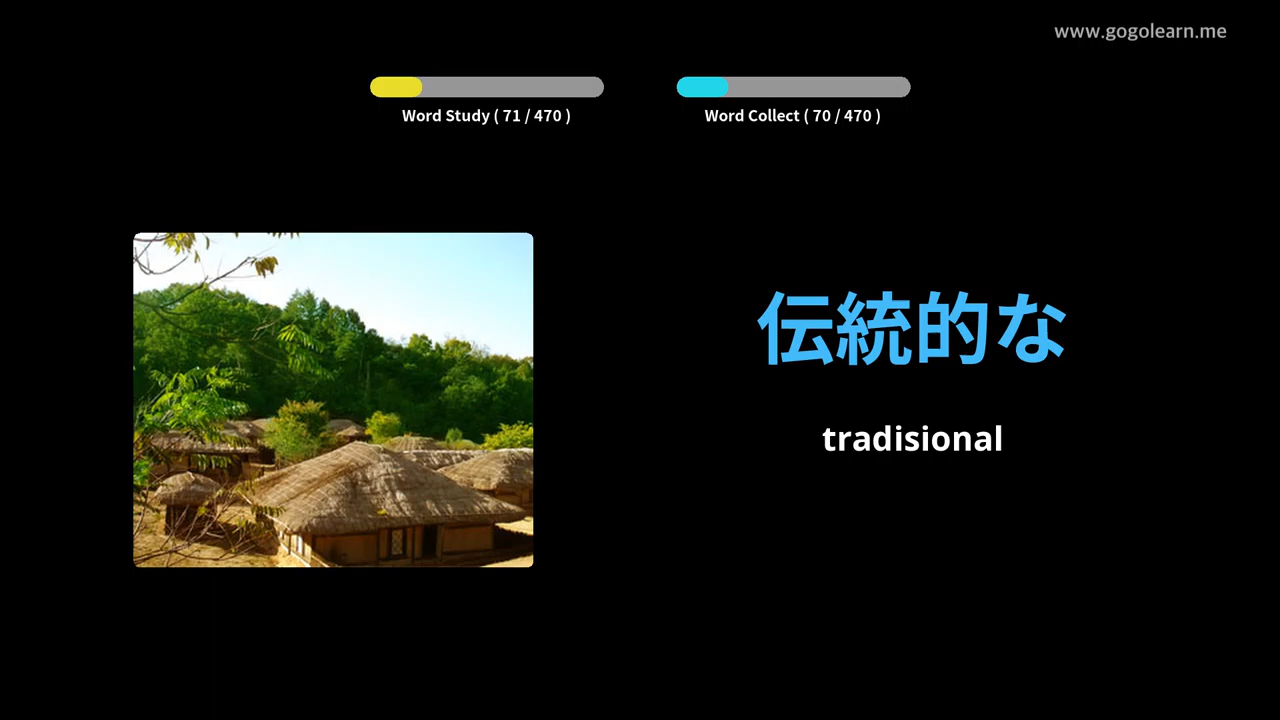 www.gogolearn.me
Word Study ( 71 / 470 )
Word Collect ( 70 / 470 )
伝統的な
tradisional